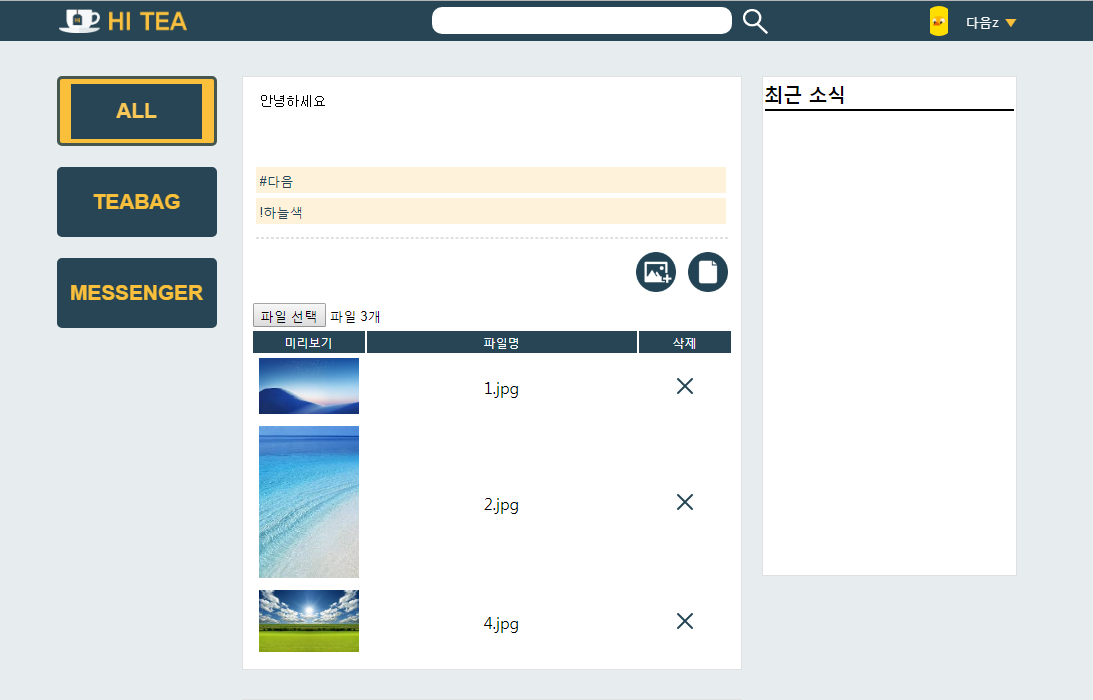 HI TEA
다음z
ALL
TEABAG
MESSENGER
안녕하세요
#다음
!하늘색
파일 선택 파일 3개
미리보기 파일명 삭제
1.jpg
2.jpg
4.jpg
최근 소식